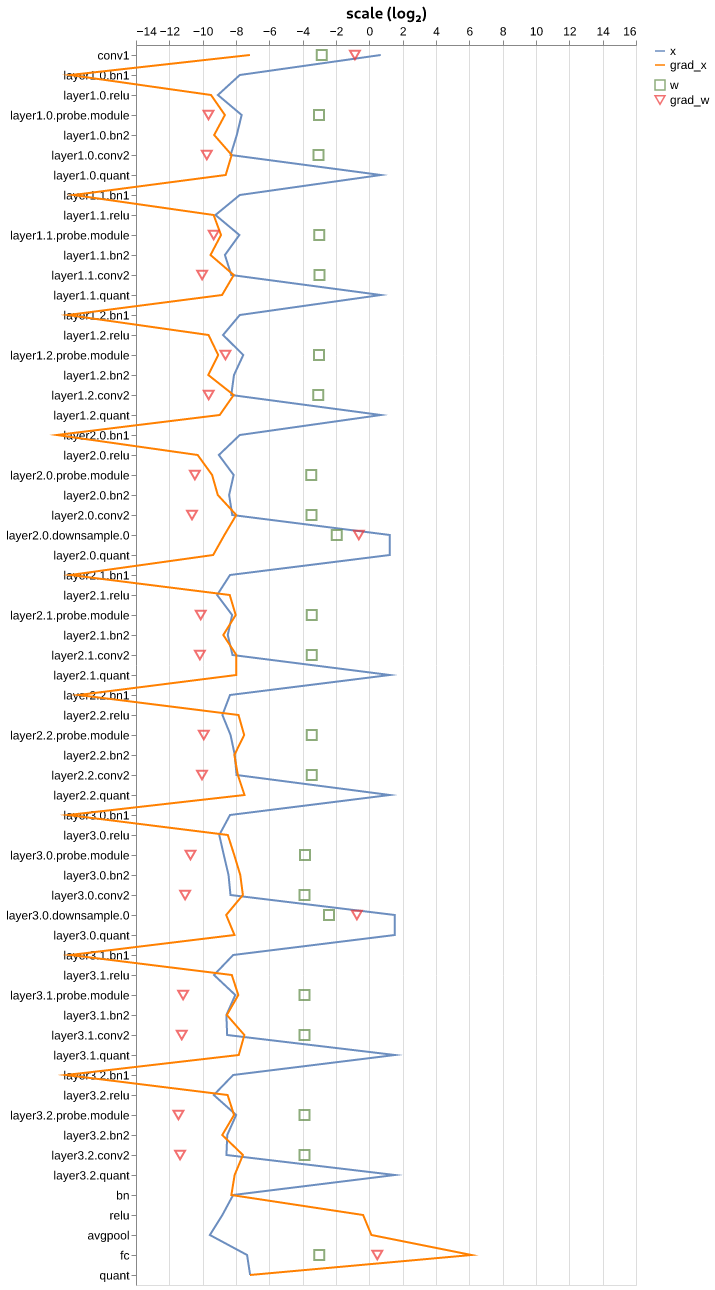 scale (log₂)
−14 −12 −10 −8 −6 −4 −2 0 2 4 6 8 10 12 14 16
conv1
layer1.0.bn1
layer1.0.relu
layer1.0.probe.module
layer1.0.bn2
layer1.0.conv2
layer1.0.quant
layer1.1.bn1
layer1.1.relu
layer1.1.probe.module
layer1.1.bn2
layer1.1.conv2
layer1.1.quant
layer1.2.bn1
layer1.2.relu
layer1.2.probe.module
layer1.2.bn2
layer1.2.conv2
layer1.2.quant
layer2.0.bn1
layer2.0.relu
layer2.0.probe.module
layer2.0.bn2
layer2.0.conv2
layer2.0.downsample.0
layer2.0.quant
layer2.1.bn1
layer2.1.relu
layer2.1.probe.module
layer2.1.bn2
layer2.1.conv2
layer2.1.quant
layer2.2.bn1
layer2.2.relu
layer2.2.probe.module
layer2.2.bn2
layer2.2.conv2
layer2.2.quant
layer3.0.bn1
layer3.0.relu
layer3.0.probe.module
layer3.0.bn2
layer3.0.conv2
layer3.0.downsample.0
layer3.0.quant
layer3.1.bn1
layer3.1.relu
layer3.1.probe.module
layer3.1.bn2
layer3.1.conv2
layer3.1.quant
layer3.2.bn1
layer3.2.relu
layer3.2.probe.module
layer3.2.bn2
layer3.2.conv2
layer3.2.quant
bn
relu
avgpool
fc
quant
x
grad_x
w
grad_w